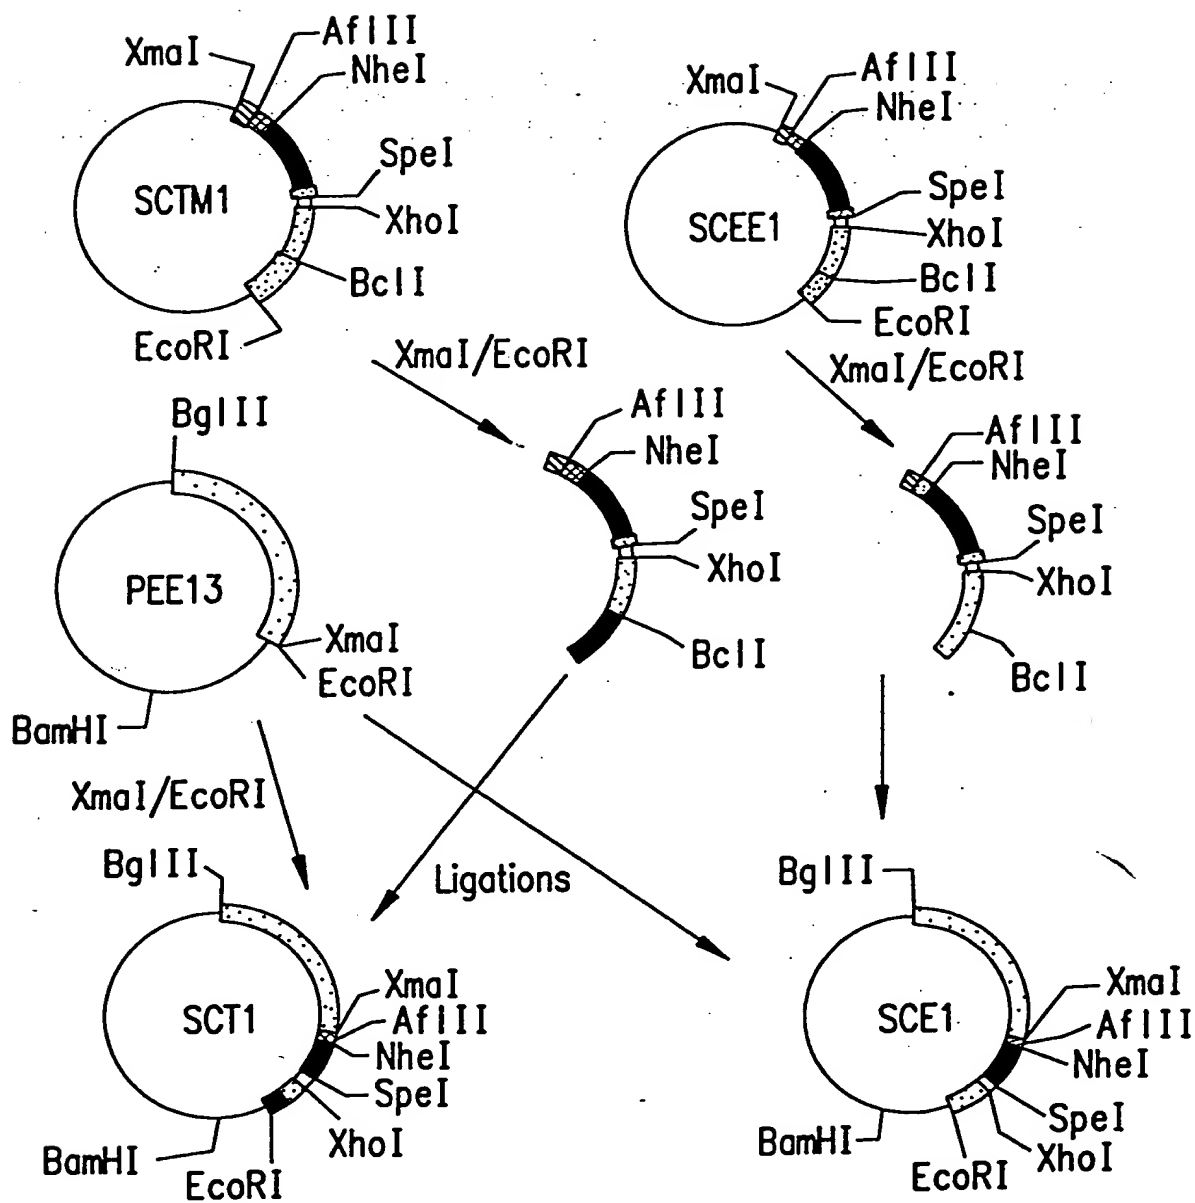 XmaI
AflII
NheI
SCTM1
SpeI
XhoI
BclI
EcoRI
XmaI
AflII
NheI
SCEE1
SpeI
XhoI
BclI
EcoRI
XmaI/EcoRI
XmaI/EcoRI
BglII
PEE13
XmaI
EcoRI
BamHI
AflII
NheI
SpeI
XhoI
BclI
AflII
NheI
SpeI
XhoI
BclI
XmaI/EcoRI
Ligations
BglII
SCT1
XmaI
AflII
NheI
SpeI
XhoI
EcoRI
BamHI
BglII
SCE1
XmaI
AflII
NheI
SpeI
XhoI
EcoRI
BamHI